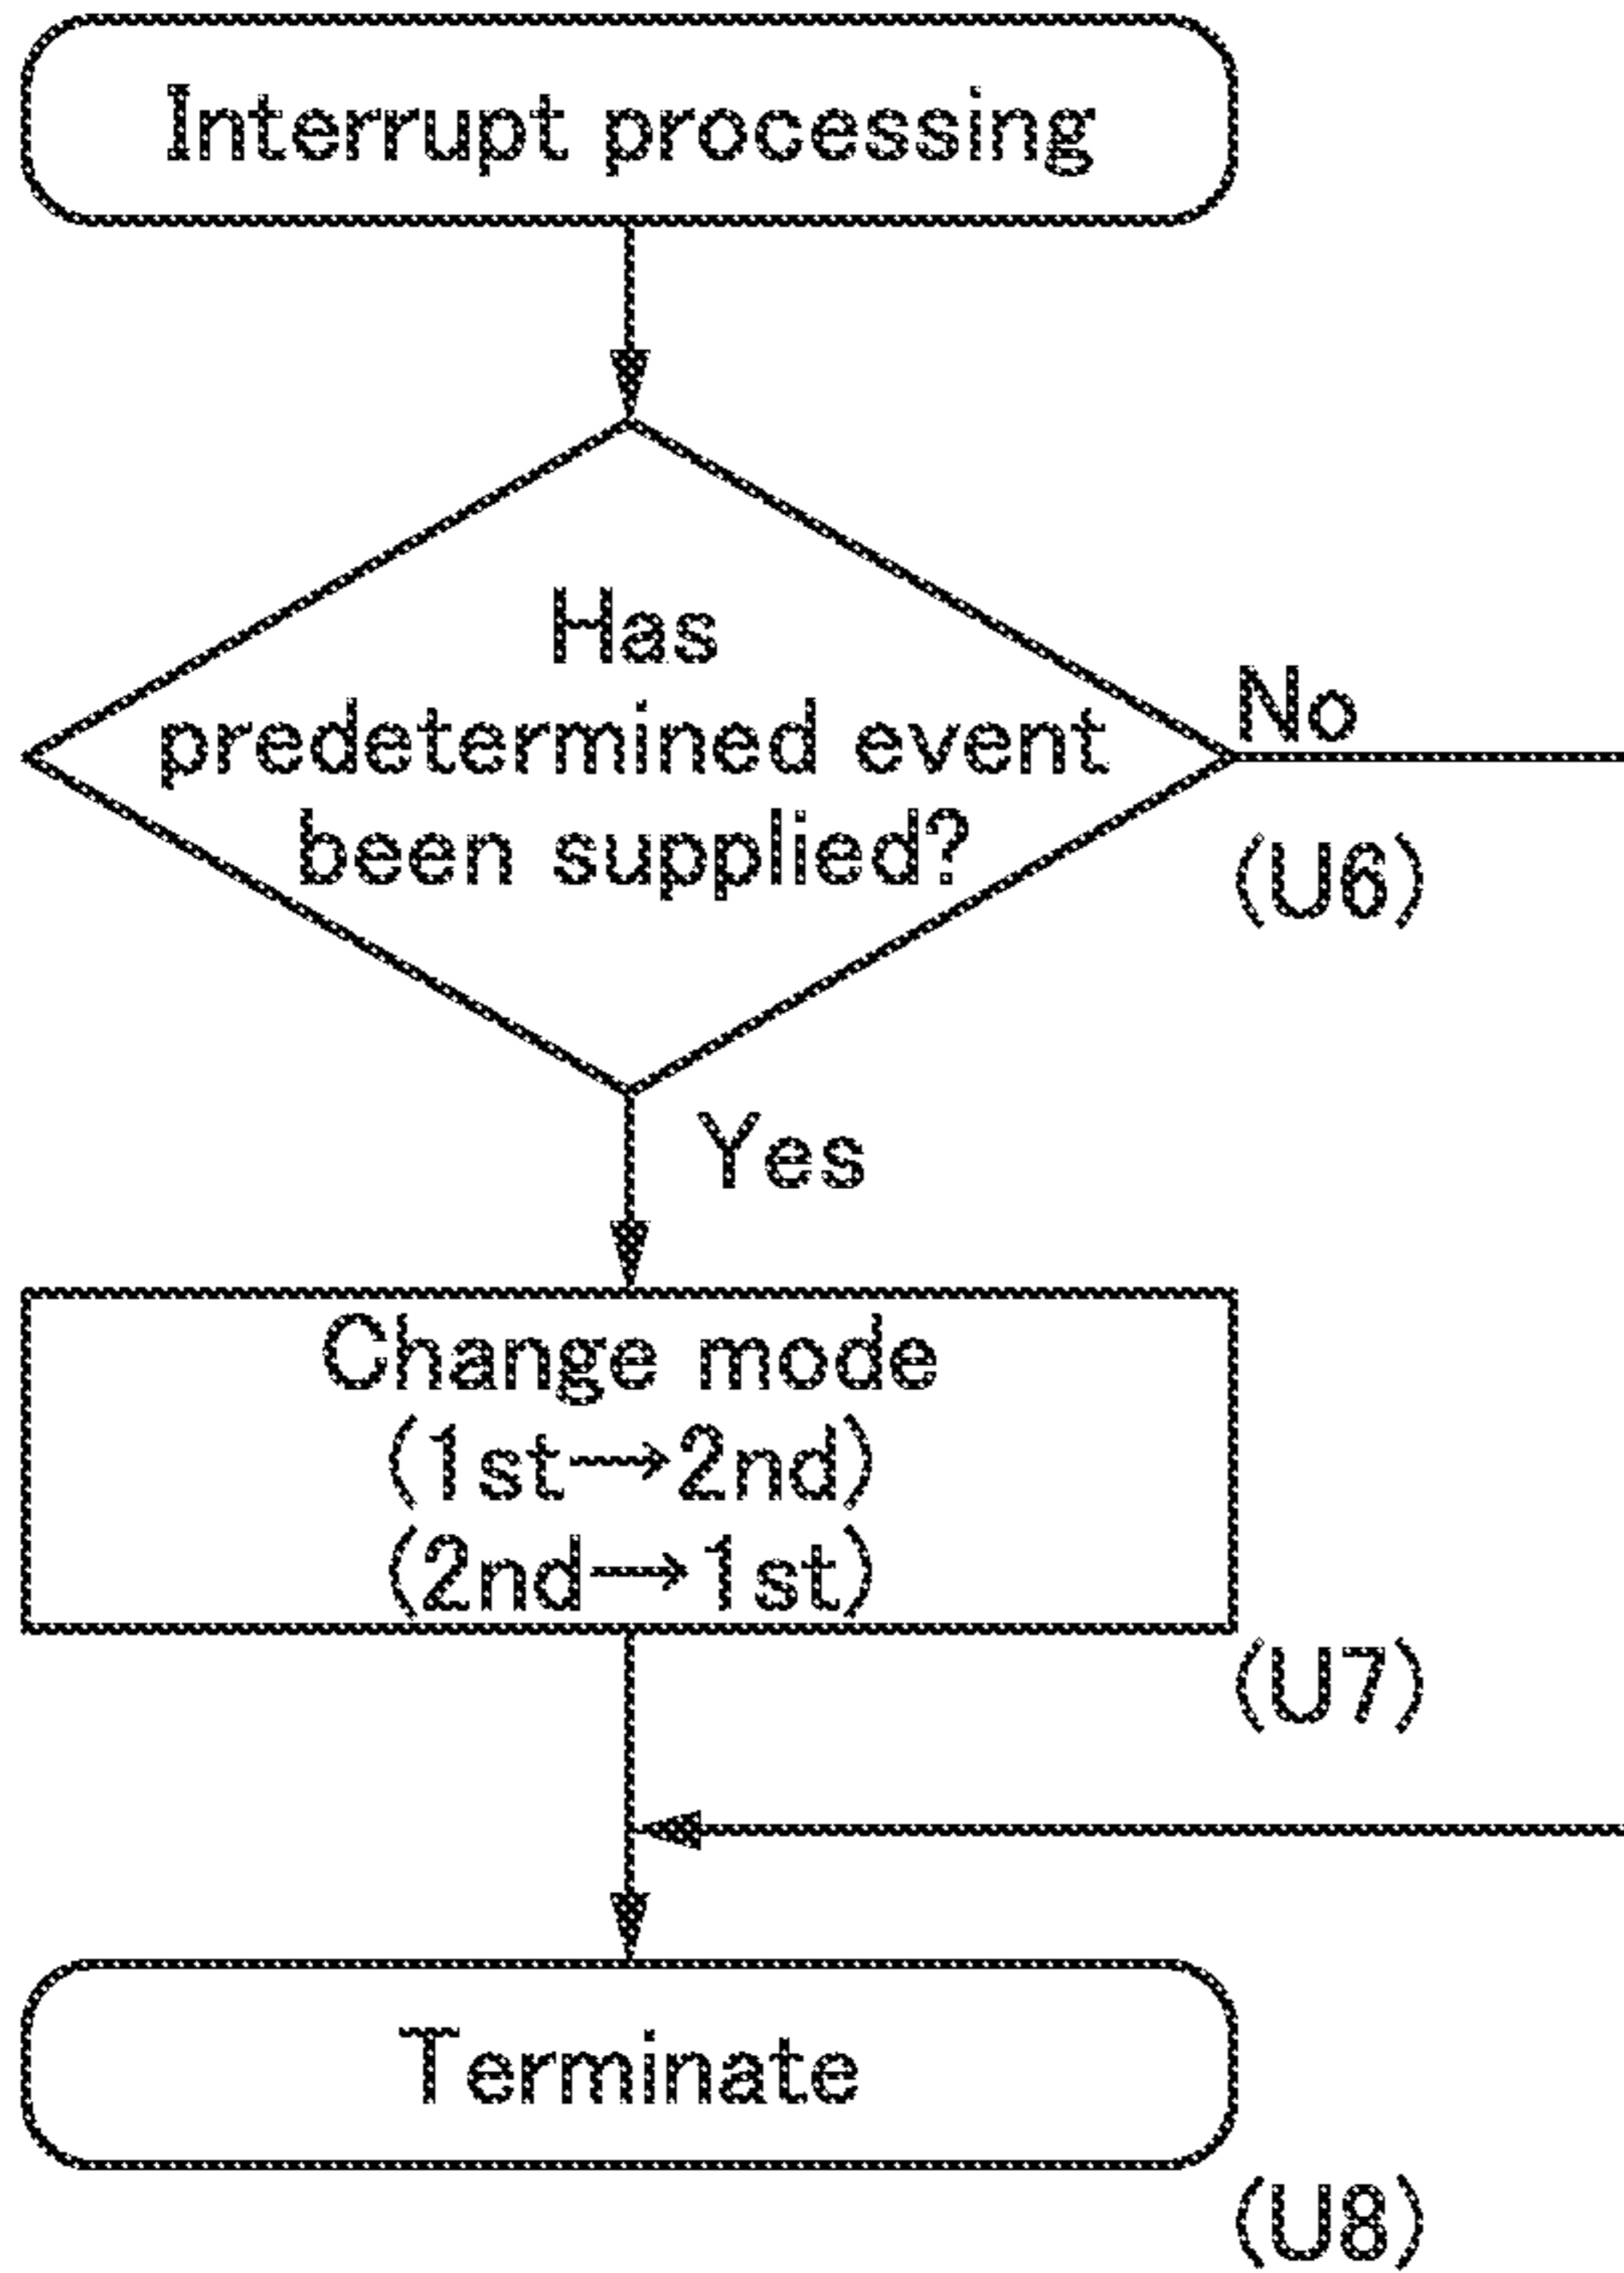 Interrupt processing
Has
predetermined event
been supplied?
No
(U6)
Yes
Change mode
(1st→2nd)
(2nd→1st)
(U7)
Terminate
(U8)